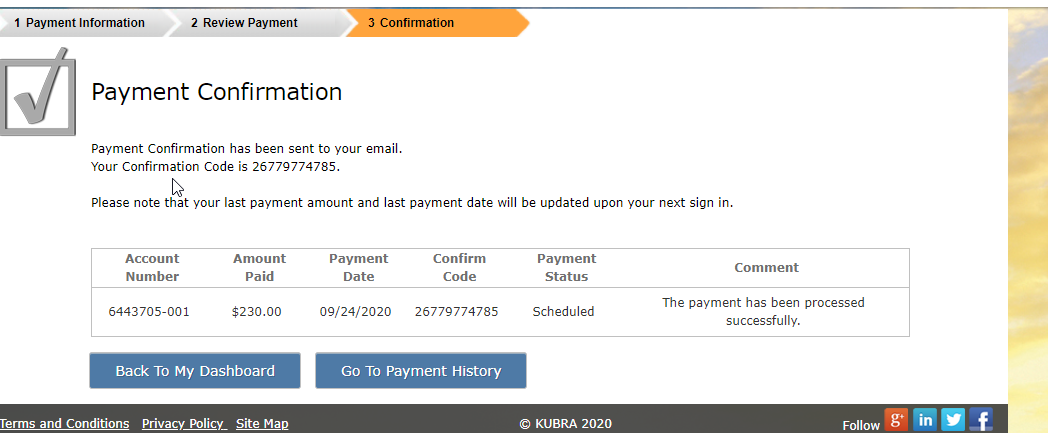 1 Payment Information 2 Review Payment 3 Confirmation
Payment Confirmation
Payment Confirmation has been sent to your email.
Your Confirmation Code is 26779774785.
Please note that your last payment amount and last payment date will be updated upon your next sign in.
Account Number Amount Paid Payment Date Confirm Code Payment Status Comment
6443705-001 $230.00 09/24/2020 26779774785 Scheduled The payment has been processed successfully.
Back To My Dashboard Go To Payment History
Terms and Conditions Privacy Policy Site Map © KUBRA 2020 Follow g+ in f